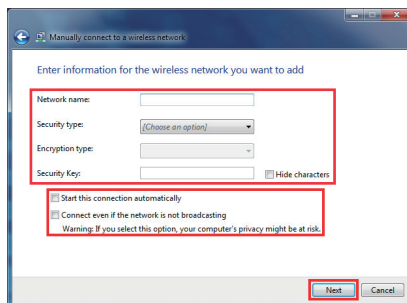 Manually connect to a wireless network
Enter information for the wireless network you want to add
Network name:
Security type: [Choose an option]
Encryption type:
Security Key: Hide characters
Start this connection automatically
Connect even if the network is not broadcasting
Warning: If you select this option, your computer's privacy might be at risk.
Next Cancel